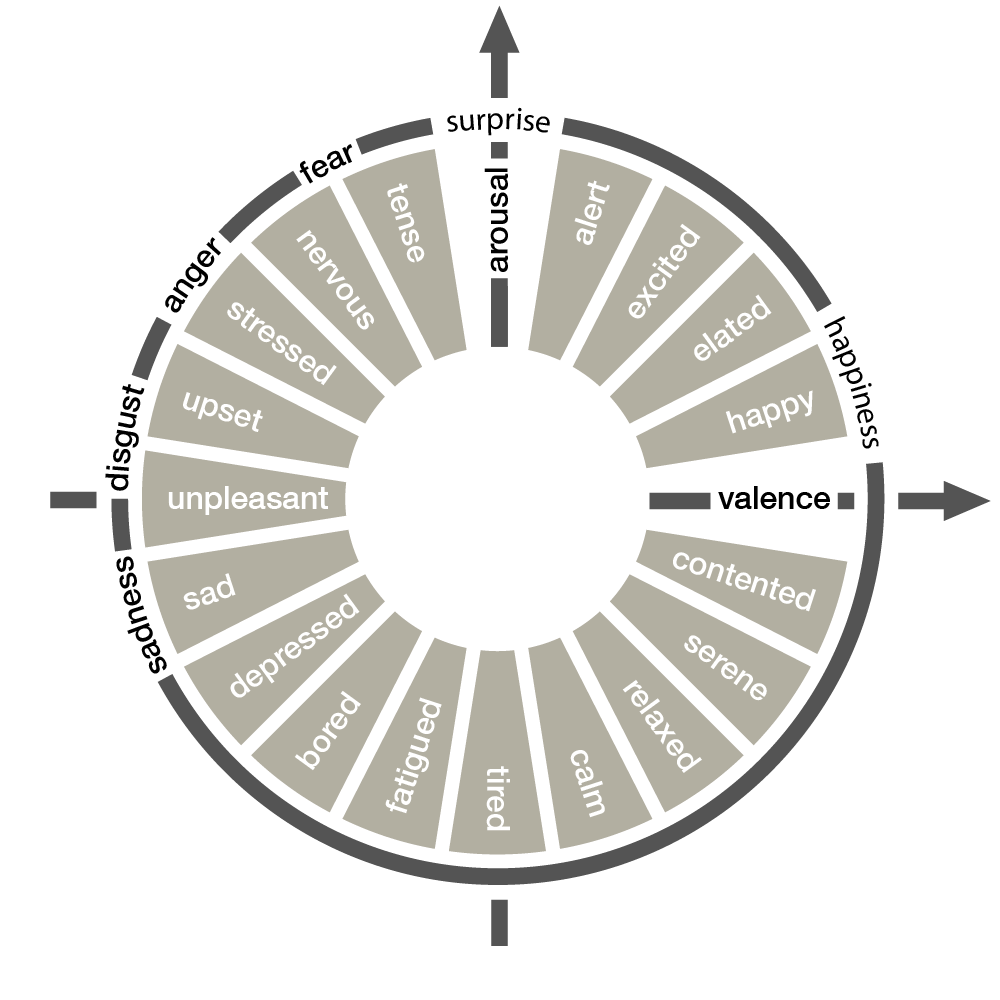 surprise
arousal
alert
excited
elated
happiness
happy
valence
contented
serene
relaxed
calm
tired
fatigued
bored
depressed
sadness
sad
unpleasant
disgust
upset
anger
stressed
nervous
fear
tense